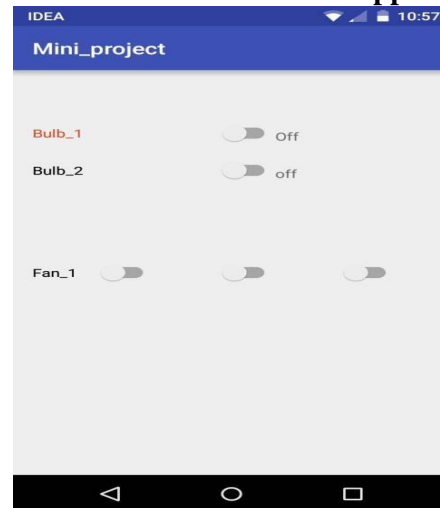 IDEA 10:57
Mini_project
Bulb_1 Off
Bulb_2 off
Fan_1